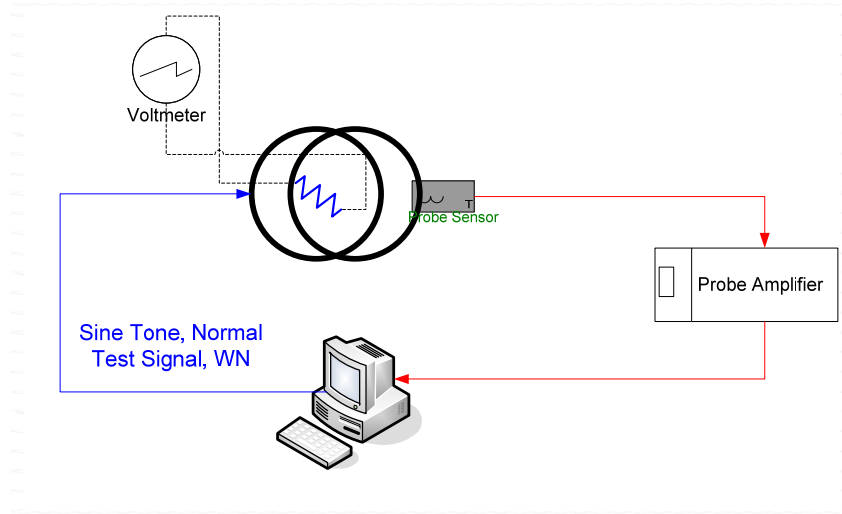 Voltmeter
T
Probe Sensor
Probe Amplifier
Sine Tone, Normal
Test Signal, WN